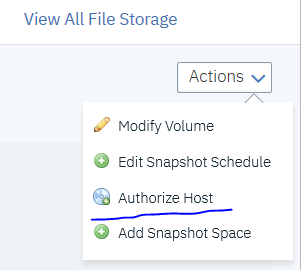 View All File Storage
Actions
Modify Volume
Edit Snapshot Schedule
Authorize Host
Add Snapshot Space